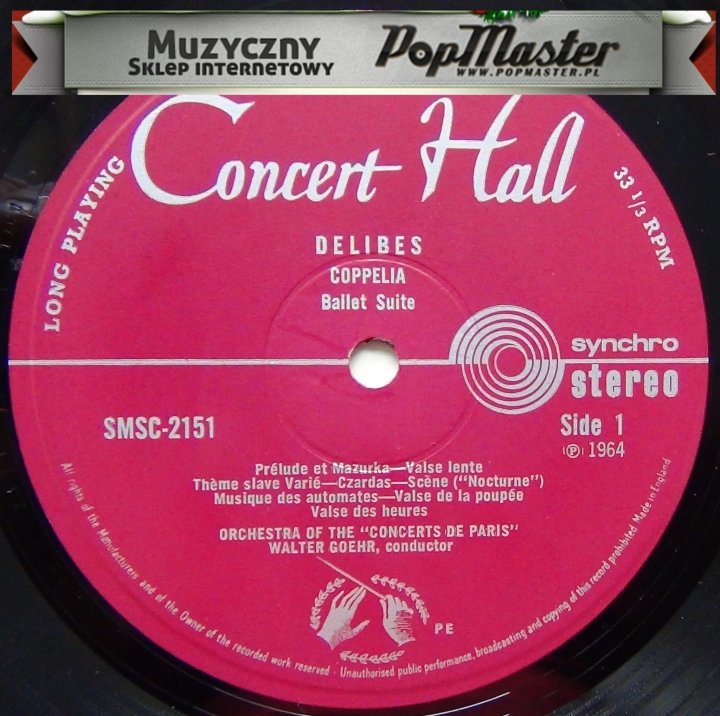 MUZYCZNY
SKLEP INTERNETOWY
PopMaster
WWW.POPMASTER.PL
Concert Hall
LONG PLAYING
33 1/3 RPM
DELIBES
COPPELIA
Ballet Suite
synchro
stereo
SMSC-2151
Side 1
Ⓟ 1964
Prélude et Mazurka—Valse lente
Thème slave Varié—Czardas—Scène ("Nocturne")
Musique des automates—Valse de la poupée
Valse des heures
ORCHESTRA OF THE "CONCERTS DE PARIS"
WALTER GOEHR, conductor
PE
All rights of the Manufacturers and of the Owner of the recorded work reserved · Unauthorised public performance, broadcasting and copying of this record prohibited Made in England